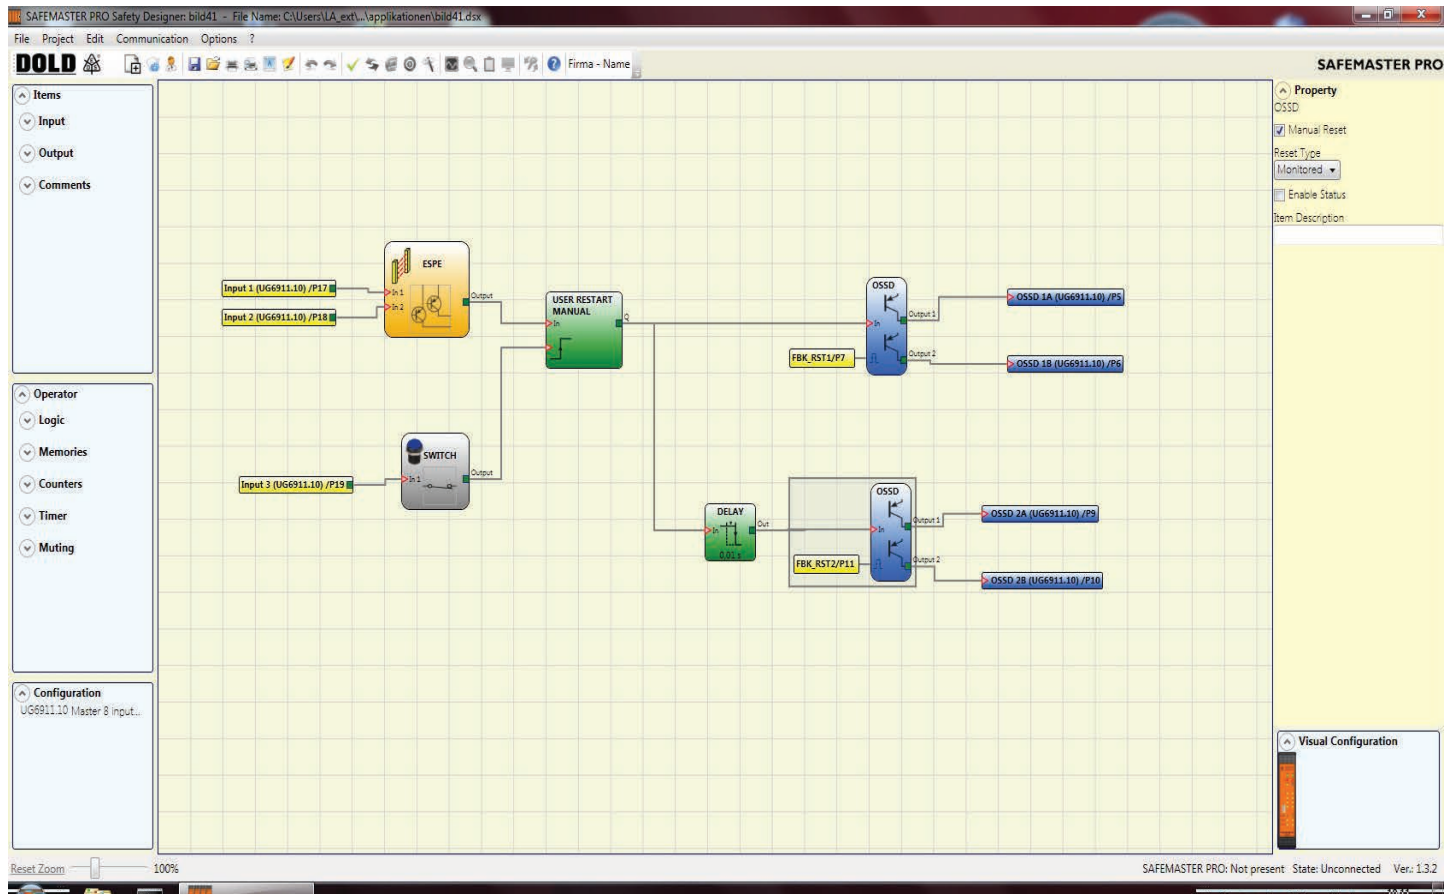 SAFEMASTER PRO Safety Designer: bild41 - File Name: C:\Users\LA_ext\...\applikationen\bild41.dsx
File Project Edit Communication Options ?
DOLD
Firma - Name
SAFEMASTER PRO
Items
Input
Output
Comments
Operator
Logic
Memories
Counters
Timer
Muting
Configuration
UG6911.10 Master 8 input...
Input 1 (UG6911.10) /P17
Input 2 (UG6911.10) /P18
ESPE
In 1
In 2
Output
USER RESTART
MANUAL
In
Q
Input 3 (UG6911.10) /P19
SWITCH
In 1
Output
OSSD
In
Output 1
Output 2
FBK_RST1/P7
OSSD 1A (UG6911.10) /P5
OSSD 1B (UG6911.10) /P6
DELAY
In
Out
0.01 s
OSSD
In
Output 1
Output 2
FBK_RST2/P11
OSSD 2A (UG6911.10) /P9
OSSD 2B (UG6911.10) /P10
Property
OSSD
Manual Reset
Reset Type
Monitored
Enable Status
Item Description
Visual Configuration
Reset Zoom
100%
SAFEMASTER PRO: Not present State: Unconnected Ver.: 1.3.2